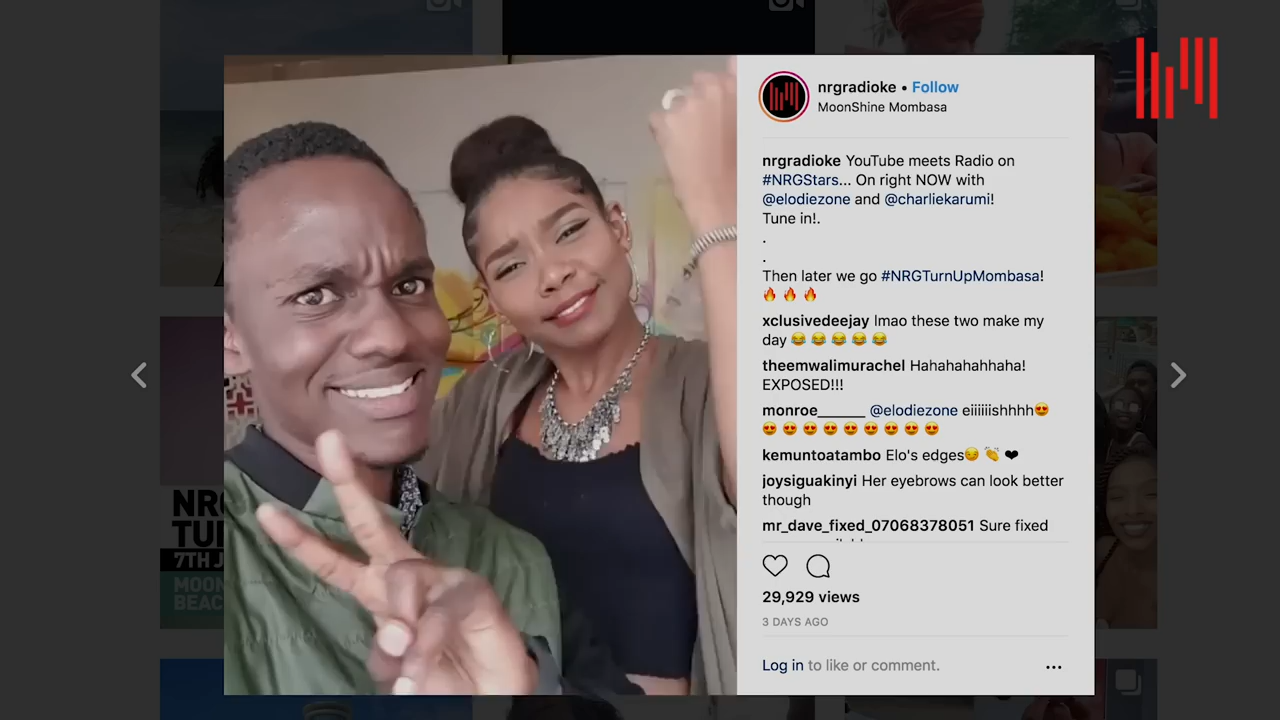 nrgradioke • Follow
MoonShine Mombasa
nrgradioke YouTube meets Radio on
#NRGStars... On right NOW with
@elodiezone and @charliekarumi!
Tune in!.
.
.
Then later we go #NRGTurnUpMombasa!
🔥 🔥 🔥
xclusivedeejay lmao these two make my
day 😂 😂 😂 😂 😂
theemwalimurachel Hahahahahhaha!
EXPOSED!!!
monroe______ @elodiezone eiiiiiishhhh😍
😍 😍 😍 😍 😍 😍 😍 😍 😍
kemuntoatambo Elo's edges😏 👏 ❤
joysiguakinyi Her eyebrows can look better
though
mr_dave_fixed_07068378051 Sure fixed
29,929 views
3 DAYS AGO
Log in to like or comment.
NRG
TU
7TH J
MOON
BEAC